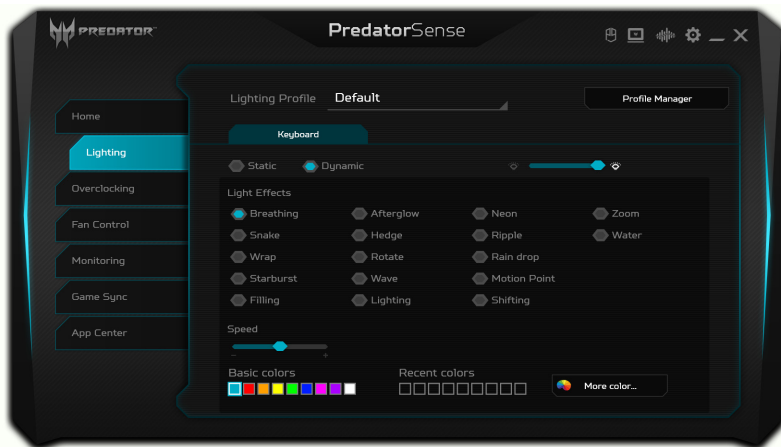 PREDATOR
PredatorSense
Home
Lighting
Overclocking
Fan Control
Monitoring
Game Sync
App Center
Lighting Profile Default
Profile Manager
Keyboard
Static Dynamic
Light Effects
Breathing Afterglow Neon Zoom
Snake Hedge Ripple Water
Wrap Rotate Rain drop
Starburst Wave Motion Point
Filling Lighting Shifting
Speed
- +
Basic colors Recent colors
More color...